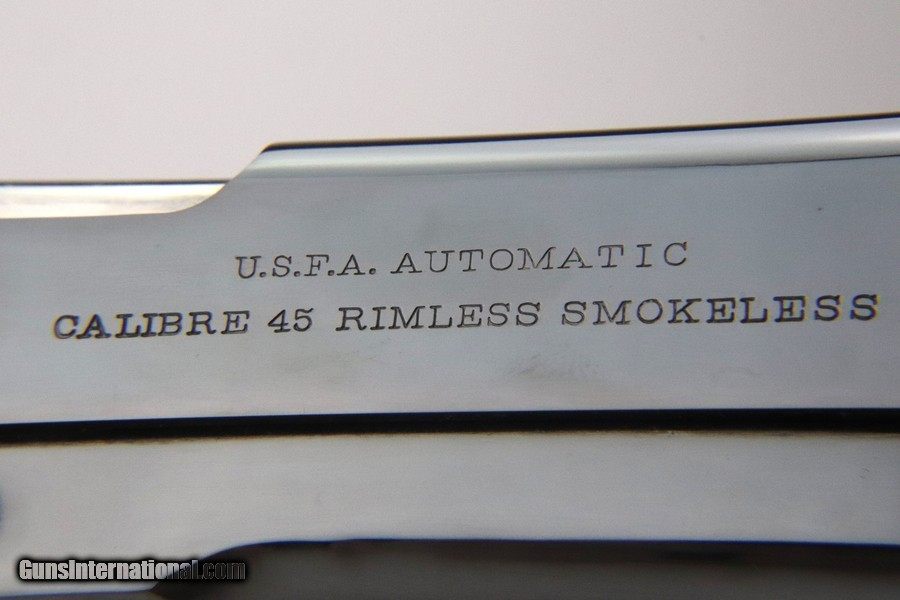 U.S.F.A. AUTOMATIC
CALIBRE 45 RIMLESS SMOKELESS
GunsInternational.com